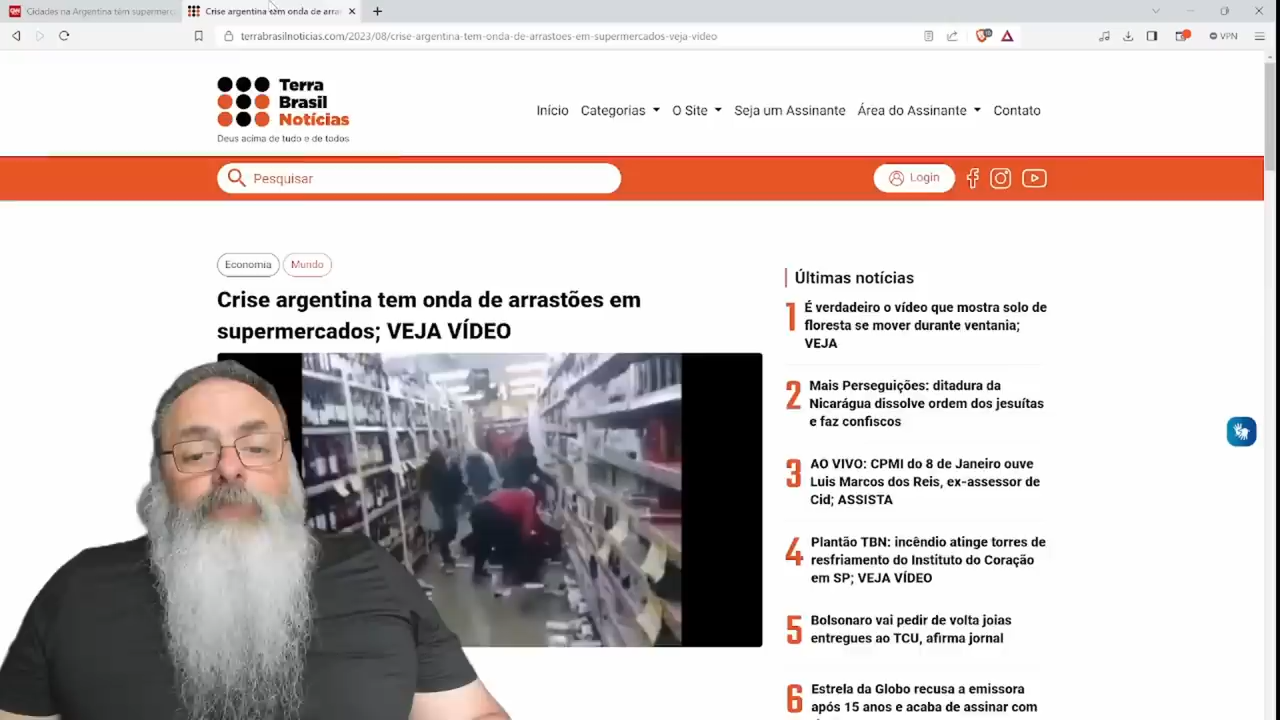 Cidades na Argentina têm supermerc
Crise argentina tem onda de arras
terrabrasilnoticias.com/2023/08/crise-argentina-tem-onda-de-arrastoes-em-supermercados-veja-video
VPN
Terra
Brasil
Notícias
Deus acima de tudo e de todos
Início Categorias O Site Seja um Assinante Área do Assinante Contato
Pesquisar
Login
Economia Mundo
Crise argentina tem onda de arrastões em
supermercados; VEJA VÍDEO
Últimas notícias
1 É verdadeiro o vídeo que mostra solo de
floresta se mover durante ventania;
VEJA
2 Mais Perseguições: ditadura da
Nicarágua dissolve ordem dos jesuítas
e faz confiscos
3 AO VIVO: CPMI do 8 de Janeiro ouve
Luis Marcos dos Reis, ex-assessor de
Cid; ASSISTA
4 Plantão TBN: incêndio atinge torres de
resfriamento do Instituto do Coração
em SP; VEJA VÍDEO
5 Bolsonaro vai pedir de volta joias
entregues ao TCU, afirma jornal
6 Estrela da Globo recusa a emissora
após 15 anos e acaba de assinar com